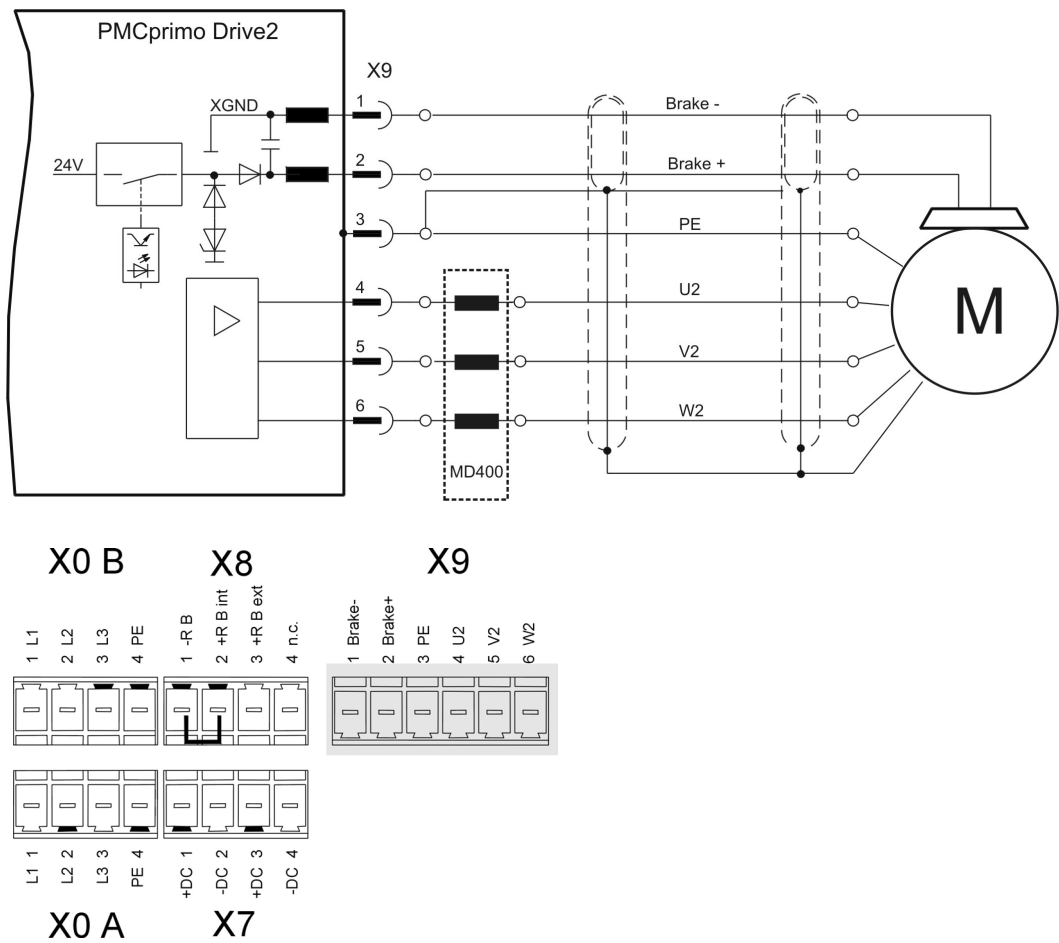 PMCprimo Drive2
X9
XGND
24V
1
Brake -
2
Brake +
3
PE
4
U2
5
V2
6
W2
MD400
M
X0 B
X8
X9
1 L1
2 L2
3 L3
4 PE
1 -R B
2 +R B int
3 +R B ext
4 n.c.
1 Brake-
2 Brake+
3 PE
4 U2
5 V2
6 W2
L1 1
L2 2
L3 3
PE 4
+DC 1
-DC 2
+DC 3
-DC 4
X0 A
X7